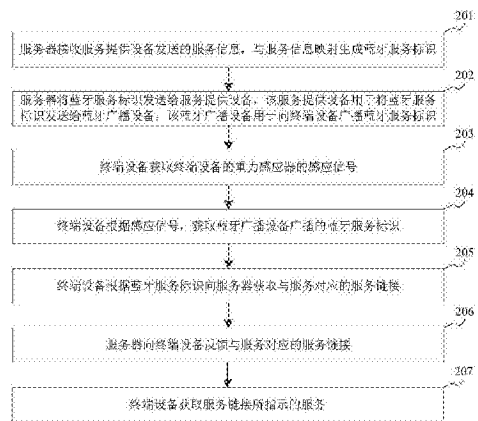 201
服务器接收服务提供设备发送的服务信息，与服务信息映射生成蓝牙服务标识
202
服务器将蓝牙服务标识发送给服务提供设备，该服务提供设备用于将蓝牙服务
标识发送给蓝牙广播设备，该蓝牙广播设备用于向终端设备广播蓝牙服务标识
203
终端设备获取终端设备的重力感应器的感应信号
204
终端设备根据感应信号，获取蓝牙广播设备广播的蓝牙服务标识
205
终端设备根据蓝牙服务标识向服务器获取与服务对应的服务链接
206
服务器向终端设备反馈与服务对应的服务链接
207
终端设备获取服务链接所指示的服务